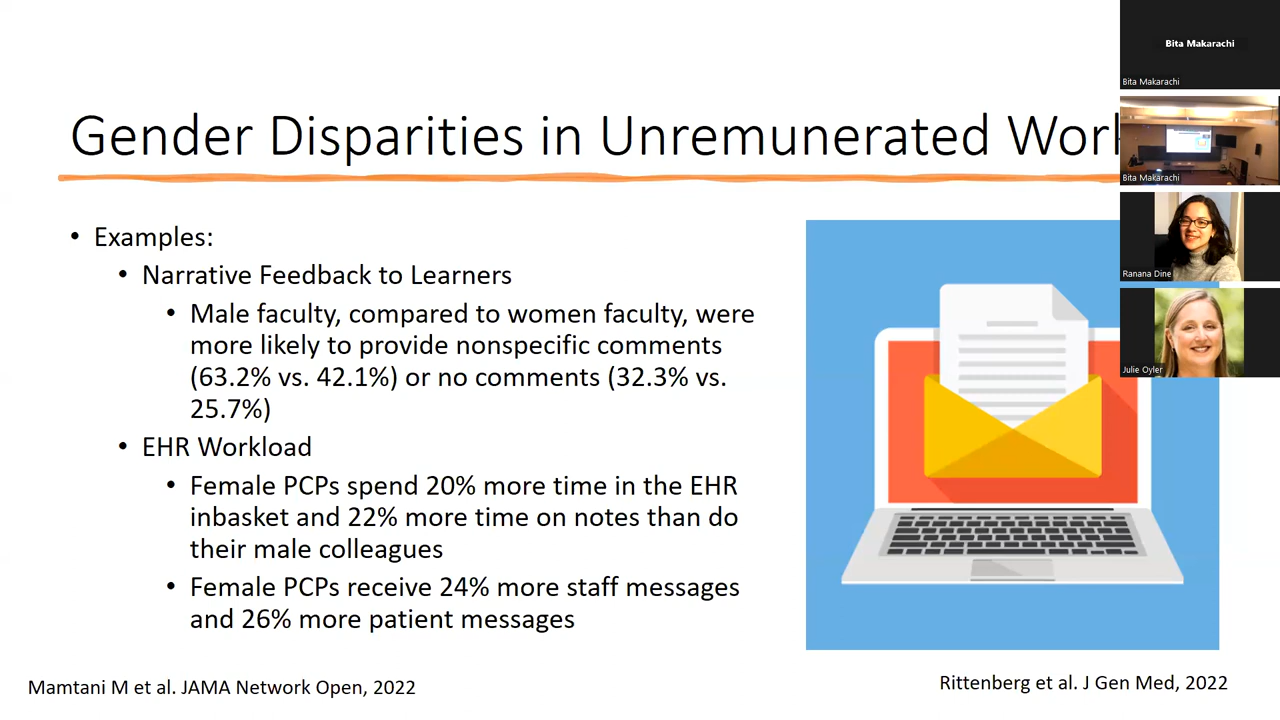 Gender Disparities in Unremunerated Work
• Examples:
• Narrative Feedback to Learners
• Male faculty, compared to women faculty, were
more likely to provide nonspecific comments
(63.2% vs. 42.1%) or no comments (32.3% vs.
25.7%)
• EHR Workload
• Female PCPs spend 20% more time in the EHR
inbasket and 22% more time on notes than do
their male colleagues
• Female PCPs receive 24% more staff messages
and 26% more patient messages
Mamtani M et al. JAMA Network Open, 2022
Rittenberg et al. J Gen Med, 2022
Bita Makarachi
Bita Makarachi
Bita Makarachi
Ranana Dine
Julie Oyler